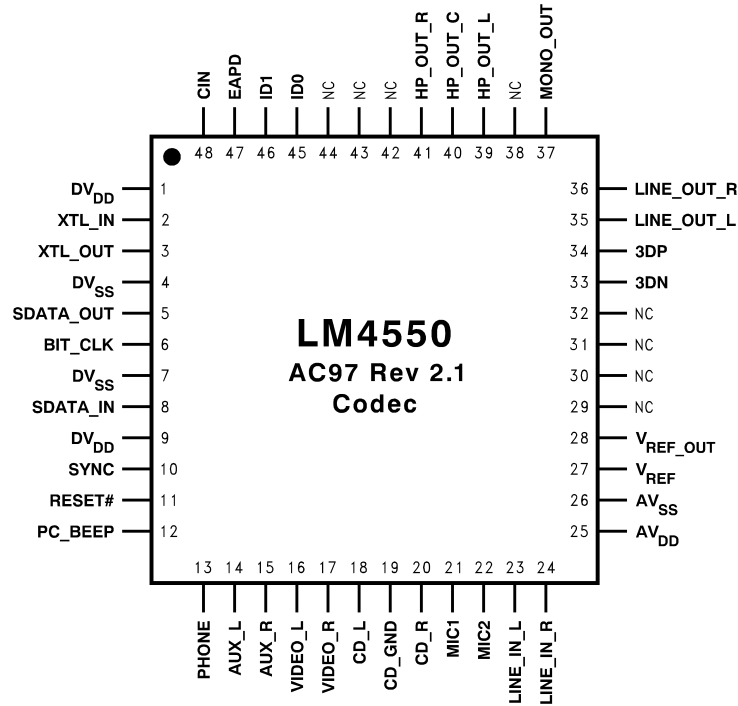 CIN EAPD ID1 ID0 NC NC NC HP_OUT_R HP_OUT_C HP_OUT_L NC MONO_OUT
48 47 46 45 44 43 42 41 40 39 38 37
DVDD 1 36 LINE_OUT_R
XTL_IN 2 35 LINE_OUT_L
XTL_OUT 3 34 3DP
DVSS 4 33 3DN
SDATA_OUT 5 32 NC
BIT_CLK 6 31 NC
DVSS 7 30 NC
SDATA_IN 8 29 NC
DVDD 9 28 VREF_OUT
SYNC 10 27 VREF
RESET# 11 26 AVSS
PC_BEEP 12 25 AVDD
LM4550
AC97 Rev 2.1
Codec
13 14 15 16 17 18 19 20 21 22 23 24
PHONE AUX_L AUX_R VIDEO_L VIDEO_R CD_L CD_GND CD_R MIC1 MIC2 LINE_IN_L LINE_IN_R